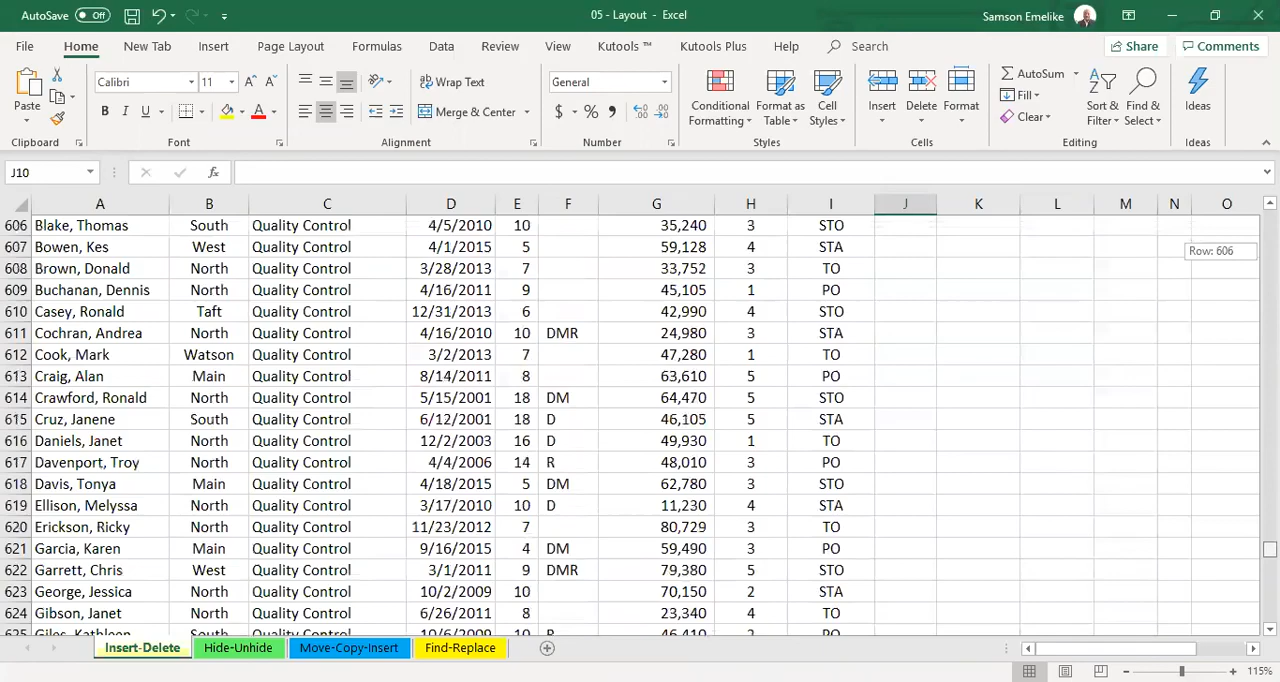 AutoSave Off 05 - Layout - Excel Samson Emelike
File Home New Tab Insert Page Layout Formulas Data Review View Kutools ™ Kutools Plus Help Search Share Comments
Paste Calibri 11 A A Wrap Text General Conditional Formatting Format as Table Cell Styles Insert Delete Format AutoSum Sort & Filter Find & Select Ideas
B I U A Merge & Center $ % Fill Clear
Clipboard Font Alignment Number Styles Cells Editing Ideas
J10 fx
A B C D E F G H I J K L M N O
606 Blake, Thomas South Quality Control 4/5/2010 10 35,240 3 STO
607 Bowen, Kes West Quality Control 4/1/2015 5 59,128 4 STA Row: 606
608 Brown, Donald North Quality Control 3/28/2013 7 33,752 3 TO
609 Buchanan, Dennis North Quality Control 4/16/2011 9 45,105 1 PO
610 Casey, Ronald Taft Quality Control 12/31/2013 6 42,990 4 STO
611 Cochran, Andrea North Quality Control 4/16/2010 10 DMR 24,980 3 STA
612 Cook, Mark Watson Quality Control 3/2/2013 7 47,280 1 TO
613 Craig, Alan Main Quality Control 8/14/2011 8 63,610 5 PO
614 Crawford, Ronald North Quality Control 5/15/2001 18 DM 64,470 5 STO
615 Cruz, Janene South Quality Control 6/12/2001 18 D 46,105 5 STA
616 Daniels, Janet North Quality Control 12/2/2003 16 D 49,930 1 TO
617 Davenport, Troy North Quality Control 4/4/2006 14 R 48,010 3 PO
618 Davis, Tonya Main Quality Control 4/18/2015 5 DM 62,780 3 STO
619 Ellison, Melyssa North Quality Control 3/17/2010 10 D 11,230 4 STA
620 Erickson, Ricky North Quality Control 11/23/2012 7 80,729 3 TO
621 Garcia, Karen Main Quality Control 9/16/2015 4 DM 59,490 3 PO
622 Garrett, Chris West Quality Control 3/1/2011 9 DMR 79,380 5 STO
623 George, Jessica North Quality Control 10/2/2009 10 70,150 2 STA
624 Gibson, Janet North Quality Control 6/26/2011 8 23,340 4 TO
625 Giles, Kathleen South Quality Control 10/6/2009 10 R 46,410 2 PO
Insert-Delete Hide-Unhide Move-Copy-Insert Find-Replace
115%